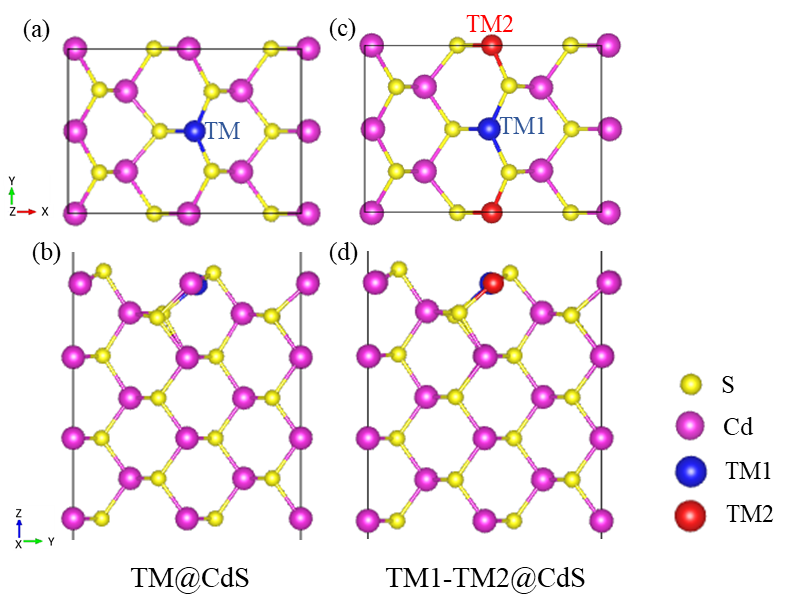 (a)
(c)
TM2
TM
TM1
Y
Z
X
(b)
(d)
S
Cd
TM1
Z
TM2
X
Y
TM@CdS
TM1-TM2@CdS